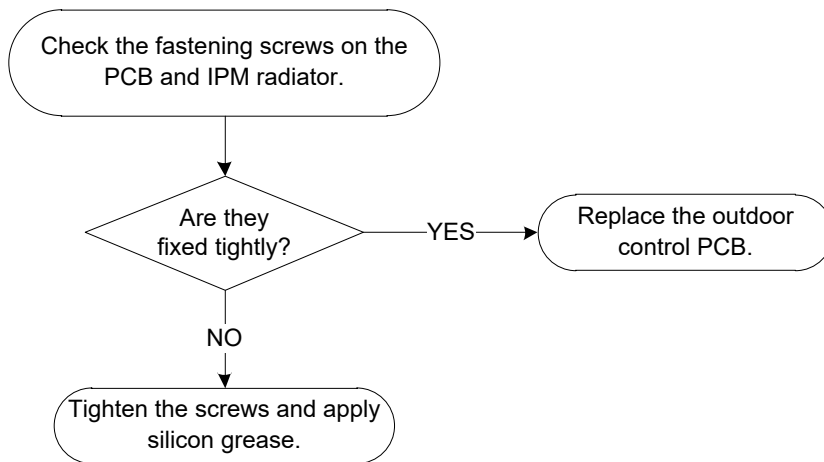 Check the fastening screws on the
PCB and IPM radiator.
Are they
fixed tightly?
YES
Replace the outdoor
control PCB.
NO
Tighten the screws and apply
silicon grease.